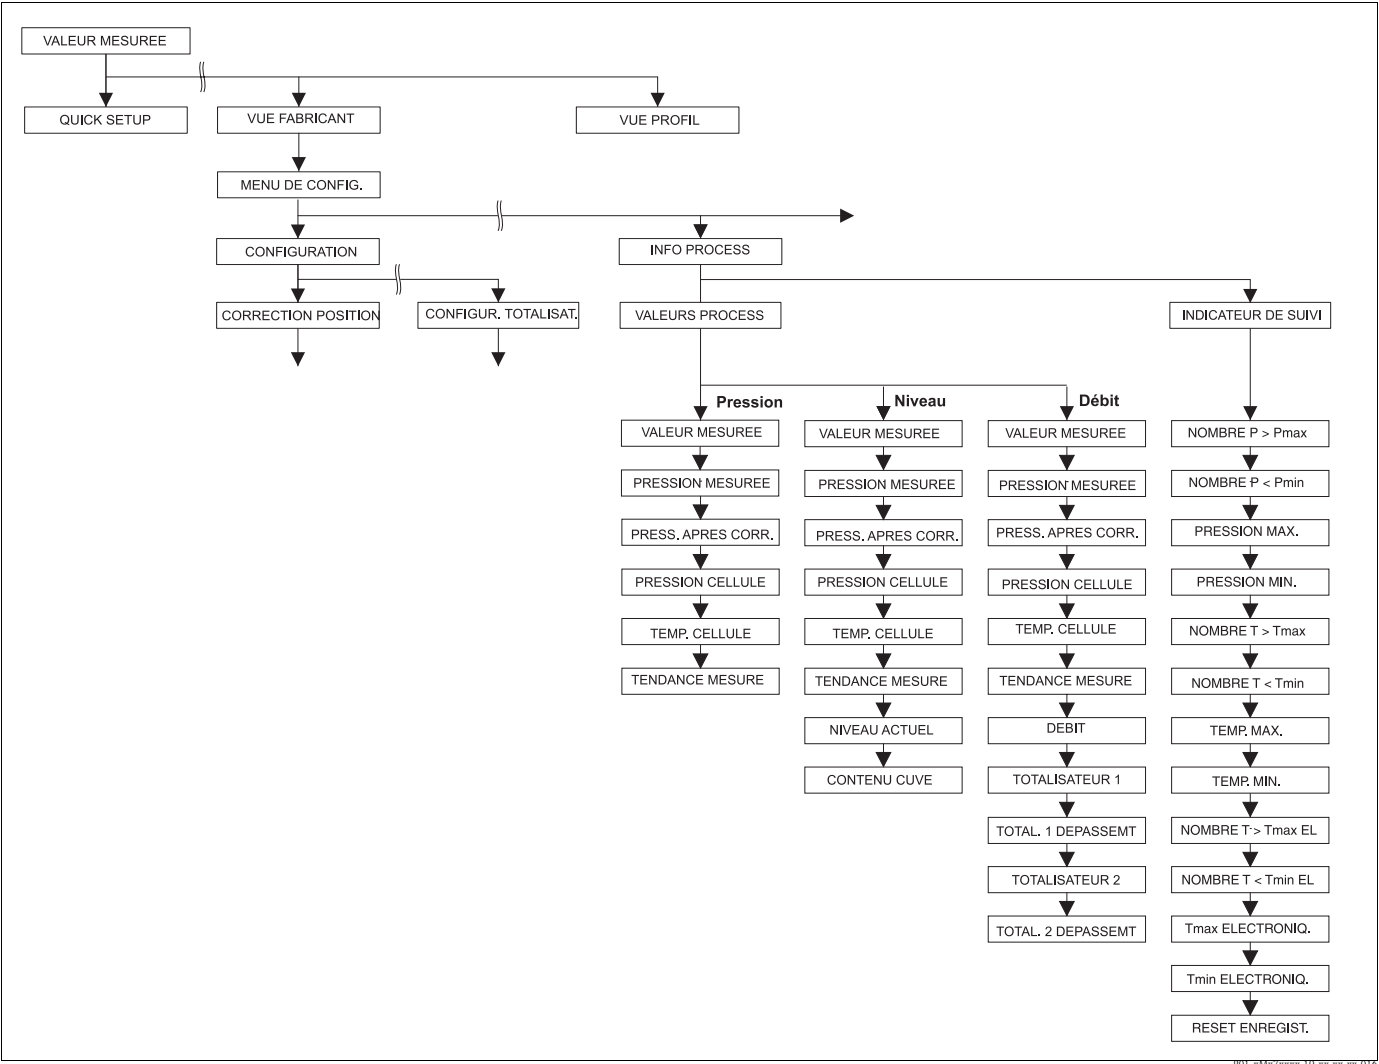 VALEUR MESUREE
QUICK SETUP
VUE FABRICANT
VUE PROFIL
MENU DE CONFIG.
CONFIGURATION
INFO PROCESS
CORRECTION POSITION
CONFIGUR. TOTALISAT.
VALEURS PROCESS
INDICATEUR DE SUIVI
Pression
VALEUR MESUREE
PRESSION MESUREE
PRESS. APRES CORR.
PRESSION CELLULE
TEMP. CELLULE
TENDANCE MESURE
Niveau
VALEUR MESUREE
PRESSION MESUREE
PRESS. APRES CORR.
PRESSION CELLULE
TEMP. CELLULE
TENDANCE MESURE
NIVEAU ACTUEL
CONTENU CUVE
Débit
VALEUR MESUREE
PRESSION MESUREE
PRESS. APRES CORR.
PRESSION CELLULE
TEMP. CELLULE
TENDANCE MESURE
DEBIT
TOTALISATEUR 1
TOTAL. 1 DEPASSEMT
TOTALISATEUR 2
TOTAL. 2 DEPASSEMT
NOMBRE P > Pmax
NOMBRE P < Pmin
PRESSION MAX.
PRESSION MIN.
NOMBRE T > Tmax
NOMBRE T < Tmin
TEMP. MAX.
TEMP. MIN.
NOMBRE T > Tmax EL
NOMBRE T < Tmin EL
Tmax ELECTRONIQ.
Tmin ELECTRONIQ.
RESET ENREGIST.